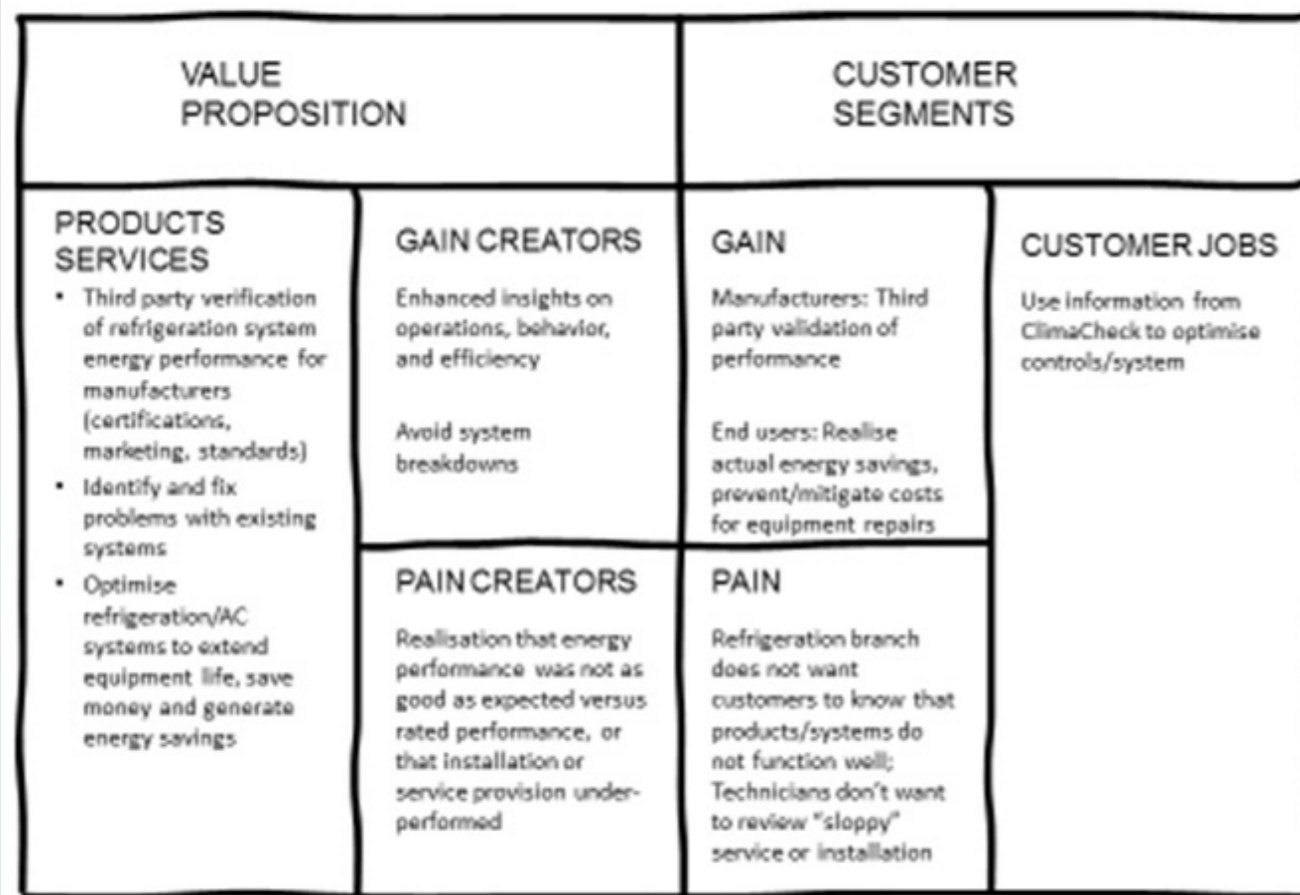 VALUE
PROPOSITION
CUSTOMER
SEGMENTS
PRODUCTS
SERVICES
• Third party verification
of refrigeration system
energy performance for
manufacturers
(certifications,
marketing, standards)
• Identify and fix
problems with existing
systems
• Optimise
refrigeration/AC
systems to extend
equipment life, save
money and generate
energy savings
GAIN CREATORS
Enhanced insights on
operations, behavior,
and efficiency
Avoid system
breakdowns
PAIN CREATORS
Realisation that energy
performance was not as
good as expected versus
rated performance, or
that installation or
service provision under-
performed
GAIN
Manufacturers: Third
party validation of
performance
End users: Realise
actual energy savings,
prevent/mitigate costs
for equipment repairs
PAIN
Refrigeration branch
does not want
customers to know that
products/systems do
not function well;
Technicians don't want
to review "sloppy"
service or installation
CUSTOMER JOBS
Use information from
ClimaCheck to optimise
controls/system